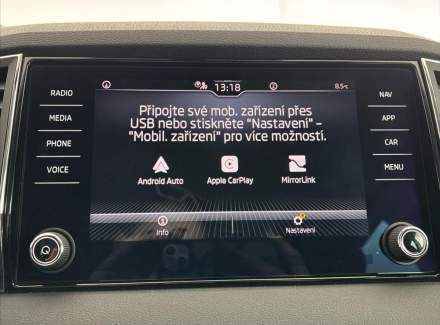 13:18
8.5°C
RADIO
MEDIA
PHONE
VOICE
NAV
APP
CAR
MENU
Připojte své mob. zařízení přes
USB nebo stiskněte "Nastavení" -
"Mobil. zařízení" pro více možností.
Android Auto
Apple CarPlay
MirrorLink
Info
Nastavení